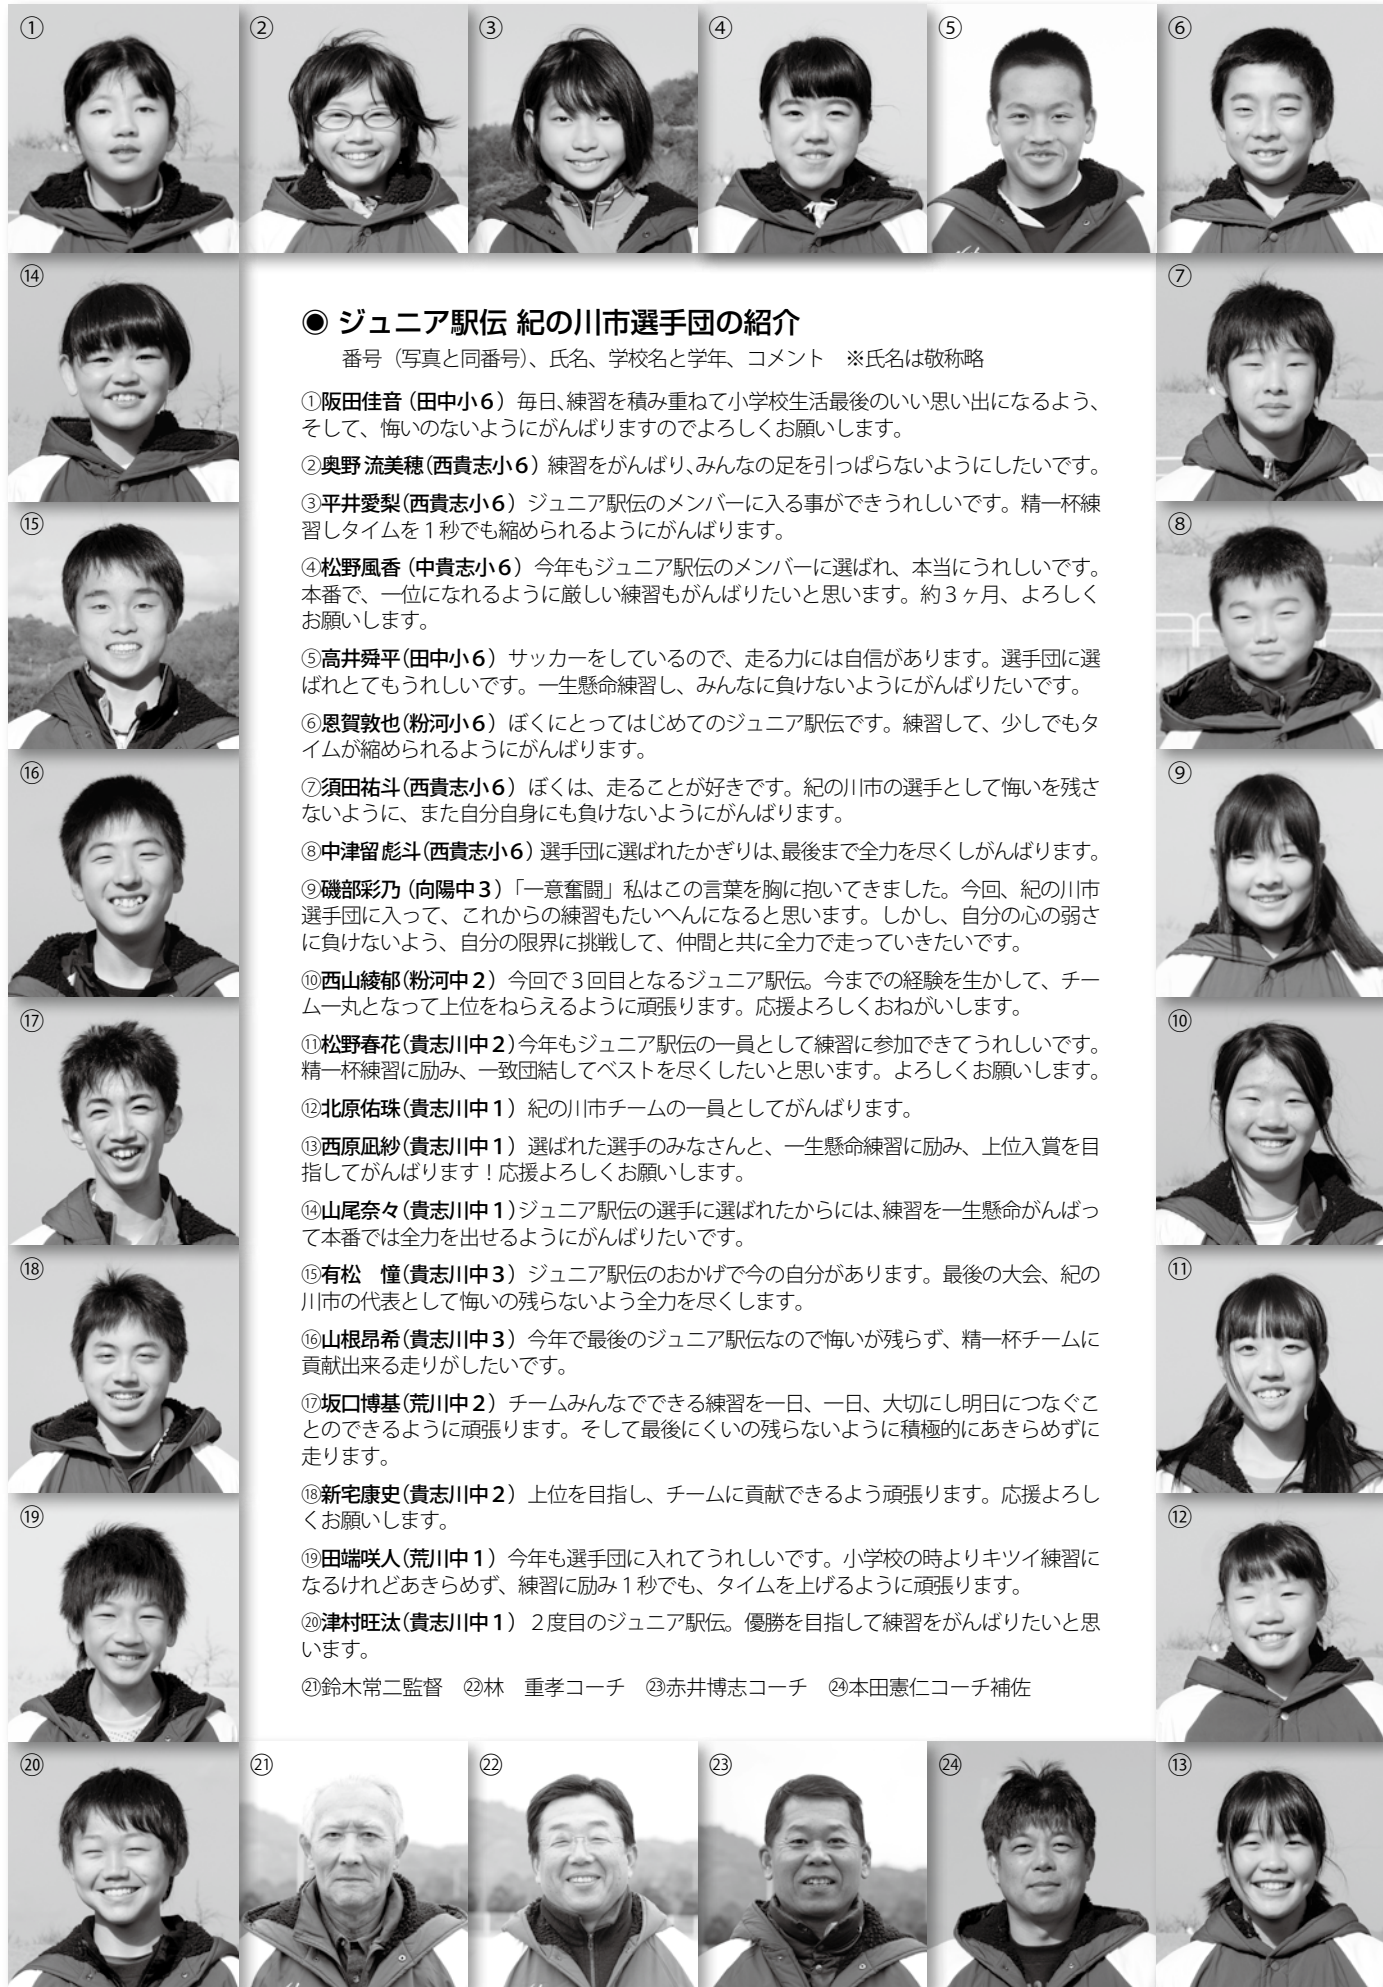 ①
②
③
④
⑤
⑥
⑭
⑦
◉ ジュニア駅伝 紀の川市選手団の紹介
番号（写真と同番号）、氏名、学校名と学年、コメント　※氏名は敬称略
①阪田佳音（田中小６）毎日、練習を積み重ねて小学校生活最後のいい思い出になるよう、
そして、悔いのないようにがんばりますのでよろしくお願いします。
②奥野 流美穂（西貴志小６）練習をがんばり、みんなの足を引っぱらないようにしたいです。
③平井愛梨（西貴志小６）ジュニア駅伝のメンバーに入る事ができうれしいです。精一杯練
習しタイムを１秒でも縮められるようにがんばります。
④松野風香（中貴志小６）今年もジュニア駅伝のメンバーに選ばれ、本当にうれしいです。
本番で、一位になれるように厳しい練習もがんばりたいと思います。約３ヶ月、よろしく
お願いします。
⑤高井舜平（田中小６）サッカーをしているので、走る力には自信があります。選手団に選
ばれとてもうれしいです。一生懸命練習し、みんなに負けないようにがんばりたいです。
⑥恩賀敦也（粉河小６）ぼくにとってはじめてのジュニア駅伝です。練習して、少しでもタ
イムが縮められるようにがんばります。
⑦須田祐斗（西貴志小６）ぼくは、走ることが好きです。紀の川市の選手として悔いを残さ
ないように、また自分自身にも負けないようにがんばります。
⑧中津留 彪斗（西貴志小６）選手団に選ばれたかぎりは、最後まで全力を尽くしがんばります。
⑨磯部彩乃（向陽中３）「一意奮闘」私はこの言葉を胸に抱いてきました。今回、紀の川市
選手団に入って、これからの練習もたいへんになると思います。しかし、自分の心の弱さ
に負けないよう、自分の限界に挑戦して、仲間と共に全力で走っていきたいです。
⑩西山綾郁（粉河中２）今回で３回目となるジュニア駅伝。今までの経験を生かして、チー
ム一丸となって上位をねらえるように頑張ります。応援よろしくおねがいします。
⑪松野春花（貴志川中２）今年もジュニア駅伝の一員として練習に参加できてうれしいです。
精一杯練習に励み、一致団結してベストを尽くしたいと思います。よろしくお願いします。
⑫北原佑珠（貴志川中１）紀の川市チームの一員としてがんばります。
⑬西原凪紗（貴志川中１）選ばれた選手のみなさんと、一生懸命練習に励み、上位入賞を目
指してがんばります！応援よろしくお願いします。
⑭山尾奈々（貴志川中１）ジュニア駅伝の選手に選ばれたからには、練習を一生懸命がんばっ
て本番では全力を出せるようにがんばりたいです。
⑮有松　憧（貴志川中３）ジュニア駅伝のおかげで今の自分があります。最後の大会、紀の
川市の代表として悔いの残らないよう全力を尽くします。
⑯山根昂希（貴志川中３）今年で最後のジュニア駅伝なので悔いが残らず、精一杯チームに
貢献出来る走りがしたいです。
⑰坂口博基（荒川中２）チームみんなでできる練習を一日、一日、大切にし明日につなぐこ
とのできるように頑張ります。そして最後にくいの残らないように積極的にあきらめずに
走ります。
⑱新宅康史（貴志川中２）上位を目指し、チームに貢献できるよう頑張ります。応援よろし
くお願いします。
⑲田端咲人（荒川中１）今年も選手団に入れてうれしいです。小学校の時よりキツイ練習に
なるけれどあきらめず、練習に励み１秒でも、タイムを上げるように頑張ります。
⑳津村旺汰（貴志川中１）２度目のジュニア駅伝。優勝を目指して練習をがんばりたいと思
います。
㉑鈴木常二監督　㉒林　重孝コーチ　㉓赤井博志コーチ　㉔本田憲仁コーチ補佐
⑮
⑧
⑯
⑨
⑰
⑩
⑱
⑪
⑲
⑫
⑳
㉑
㉒
㉓
㉔
⑬